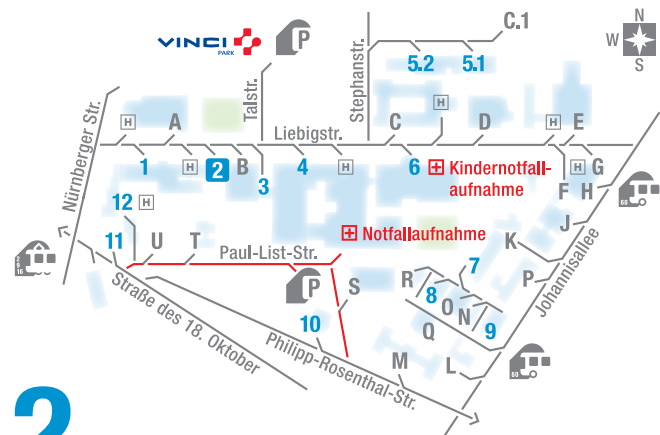 C.1
N
W
S
VINCI
PARK
P
5.2
5.1
Stephanstr.
Talstr.
Nürnberger Str.
H
A
Liebigstr.
C
H
D
H
E
1
H
2
B
3
4
H
6
Kindernotfall-
aufnahme
F
H
G
H
60
12
H
J
11
U
T
Notfallaufnahme
K
Johannisallee
Paul-List-Str.
7
2
9
16
P
S
R
8
O
N
9
P
Straße des 18. Oktober
10
Q
Philipp-Rosenthal-Str.
M
L
60
2